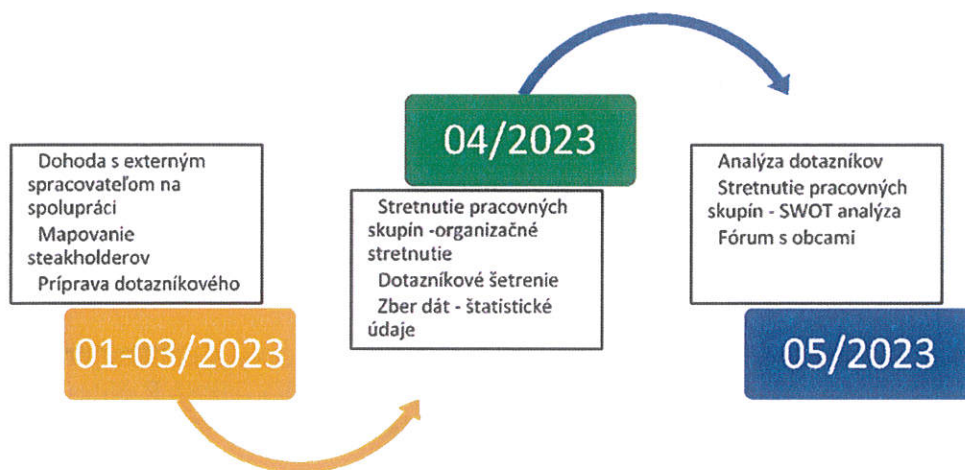 Dohoda s externým
spracovateľom na
spolupráci
Mapovanie
steakholderov
Príprava dotazníkového
01-03/2023
04/2023
Stretnutie pracovných
skupín -organizačné
stretnutie
Dotazníkové šetrenie
Zber dát - štatistické
údaje
Analýza dotazníkov
Stretnutie pracovných
skupín - SWOT analýza
Fórum s obcami
05/2023